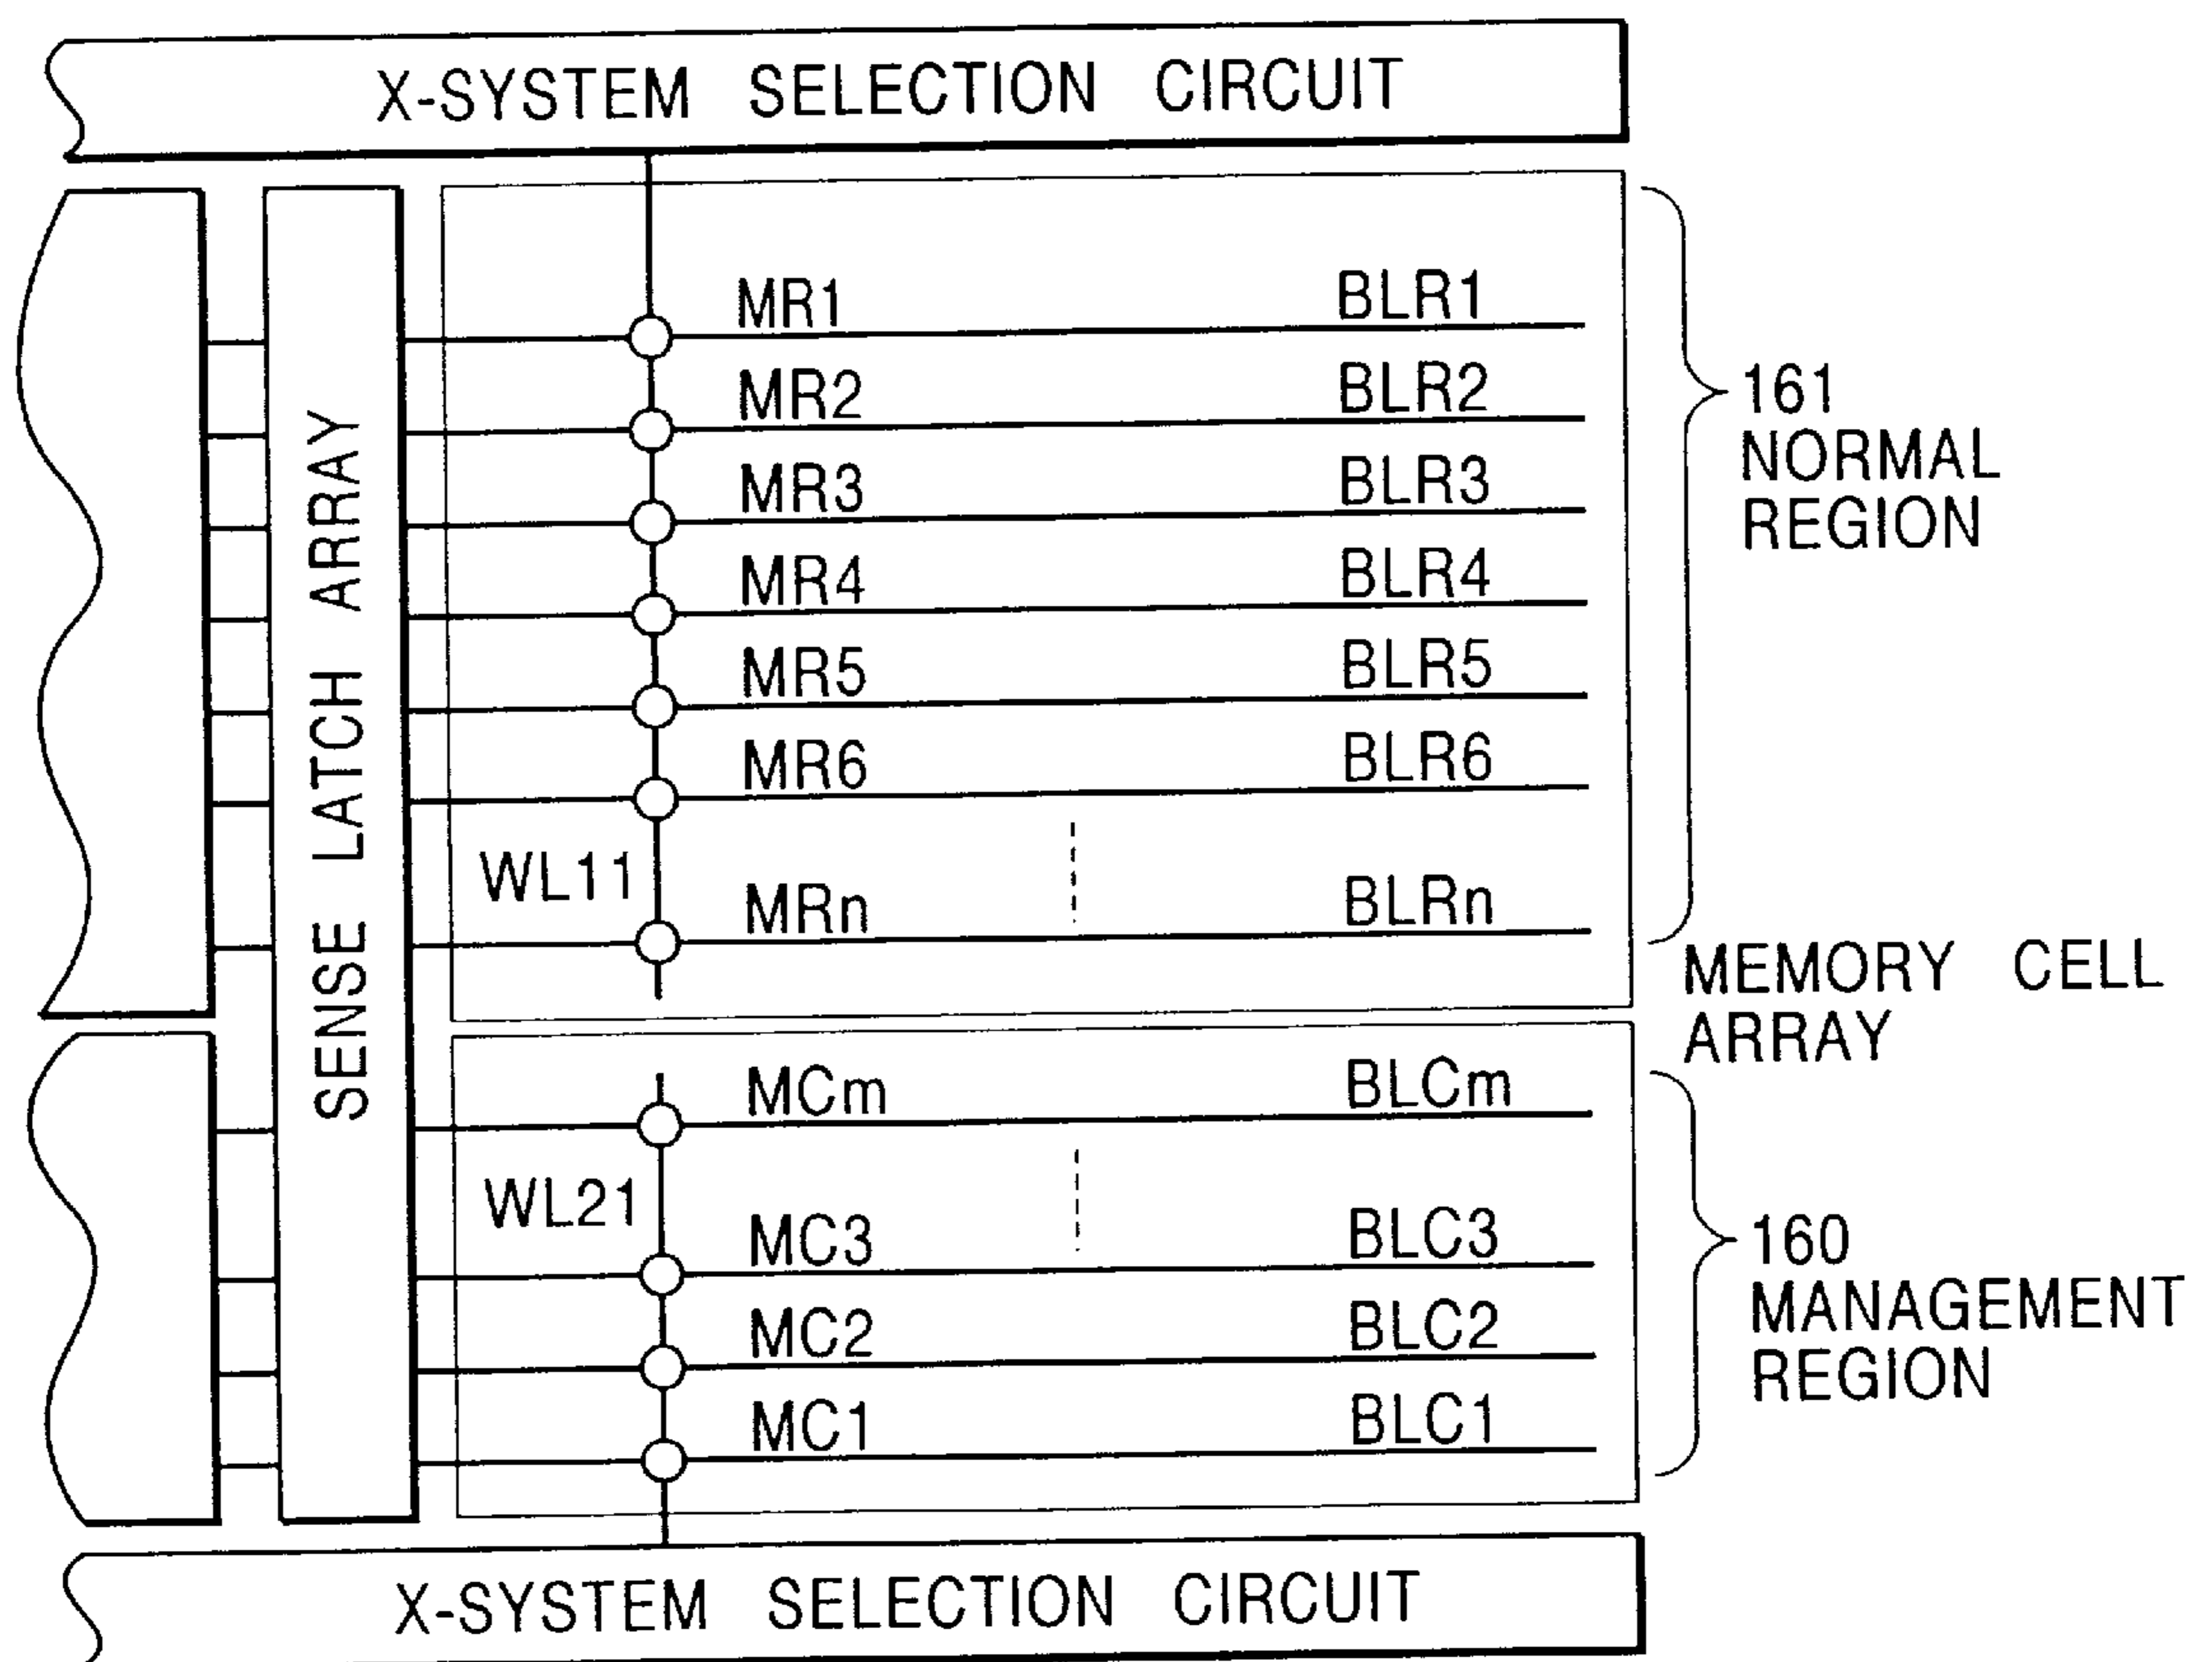 X-SYSTEM SELECTION CIRCUIT
SENSE LATCH ARRAY
MR1 BLR1
MR2 BLR2
MR3 BLR3
MR4 BLR4
MR5 BLR5
MR6 BLR6
WL11
MRn BLRn
161
NORMAL
REGION
MEMORY CELL
ARRAY
MCm BLCm
WL21
MC3 BLC3
MC2 BLC2
MC1 BLC1
160
MANAGEMENT
REGION
X-SYSTEM SELECTION CIRCUIT